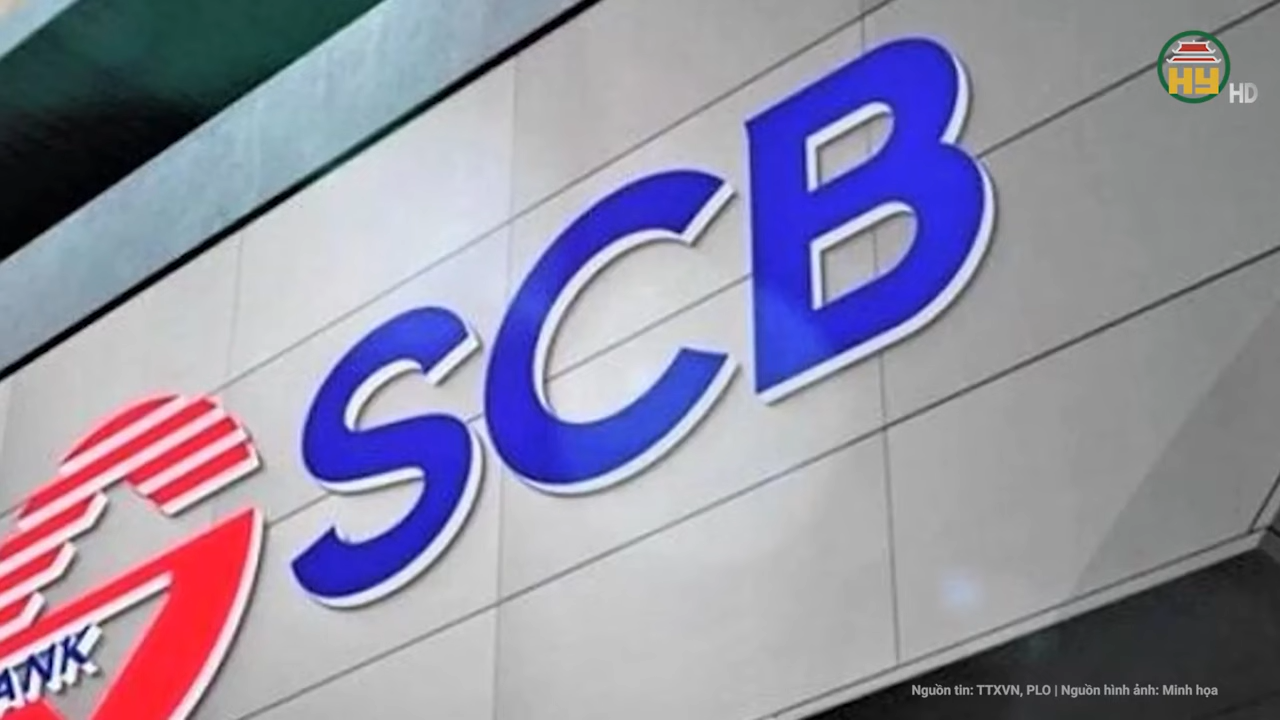 HY
HD
SCB
ANK
Nguồn tin: TTXVN, PLO | Nguồn hình ảnh: Minh họa